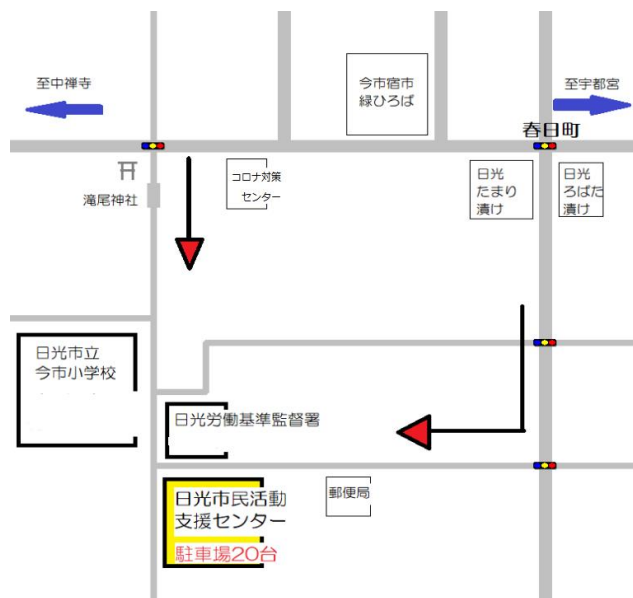 至中禅寺
今市宿市
緑ひろば
至宇都宮
春日町
滝尾神社
コロナ対策
センター
日光
たまり
漬け
日光
ろばた
漬け
日光市立
今市小学校
日光労働基準監督署
日光市民活動
支援センター
駐車場20台
郵便局